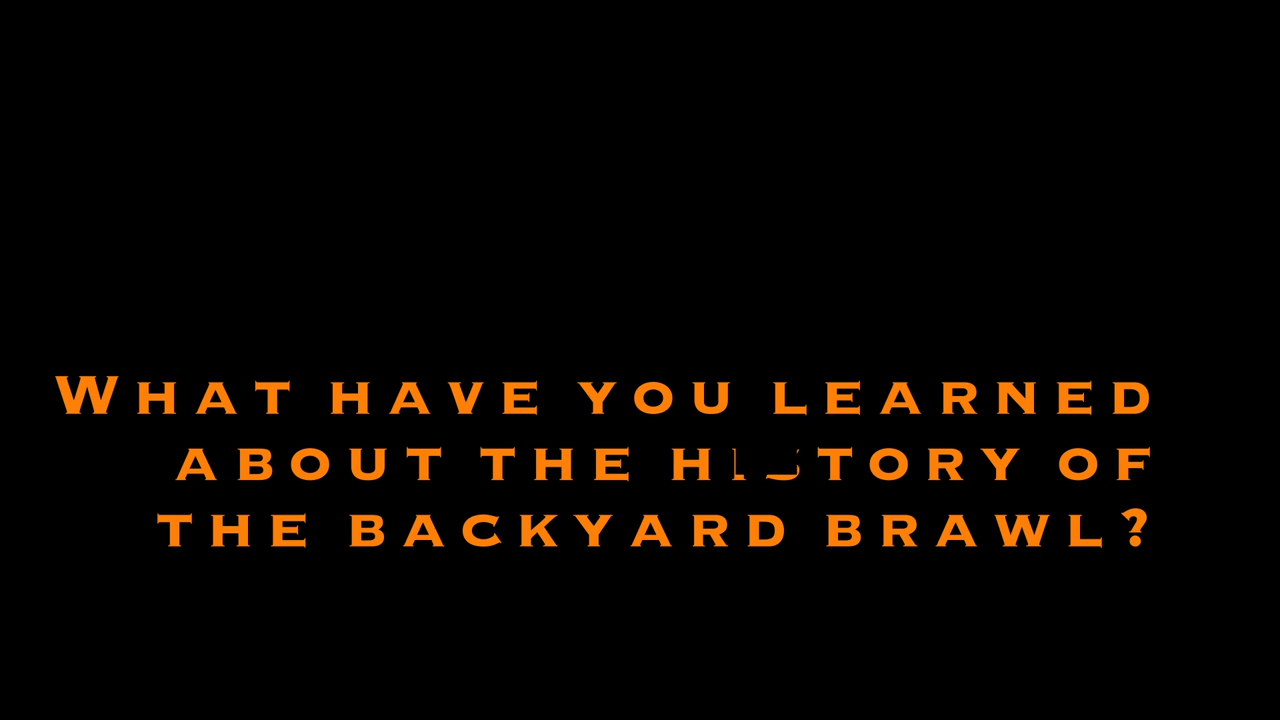 What have you learned
about the history of
the backyard brawl?